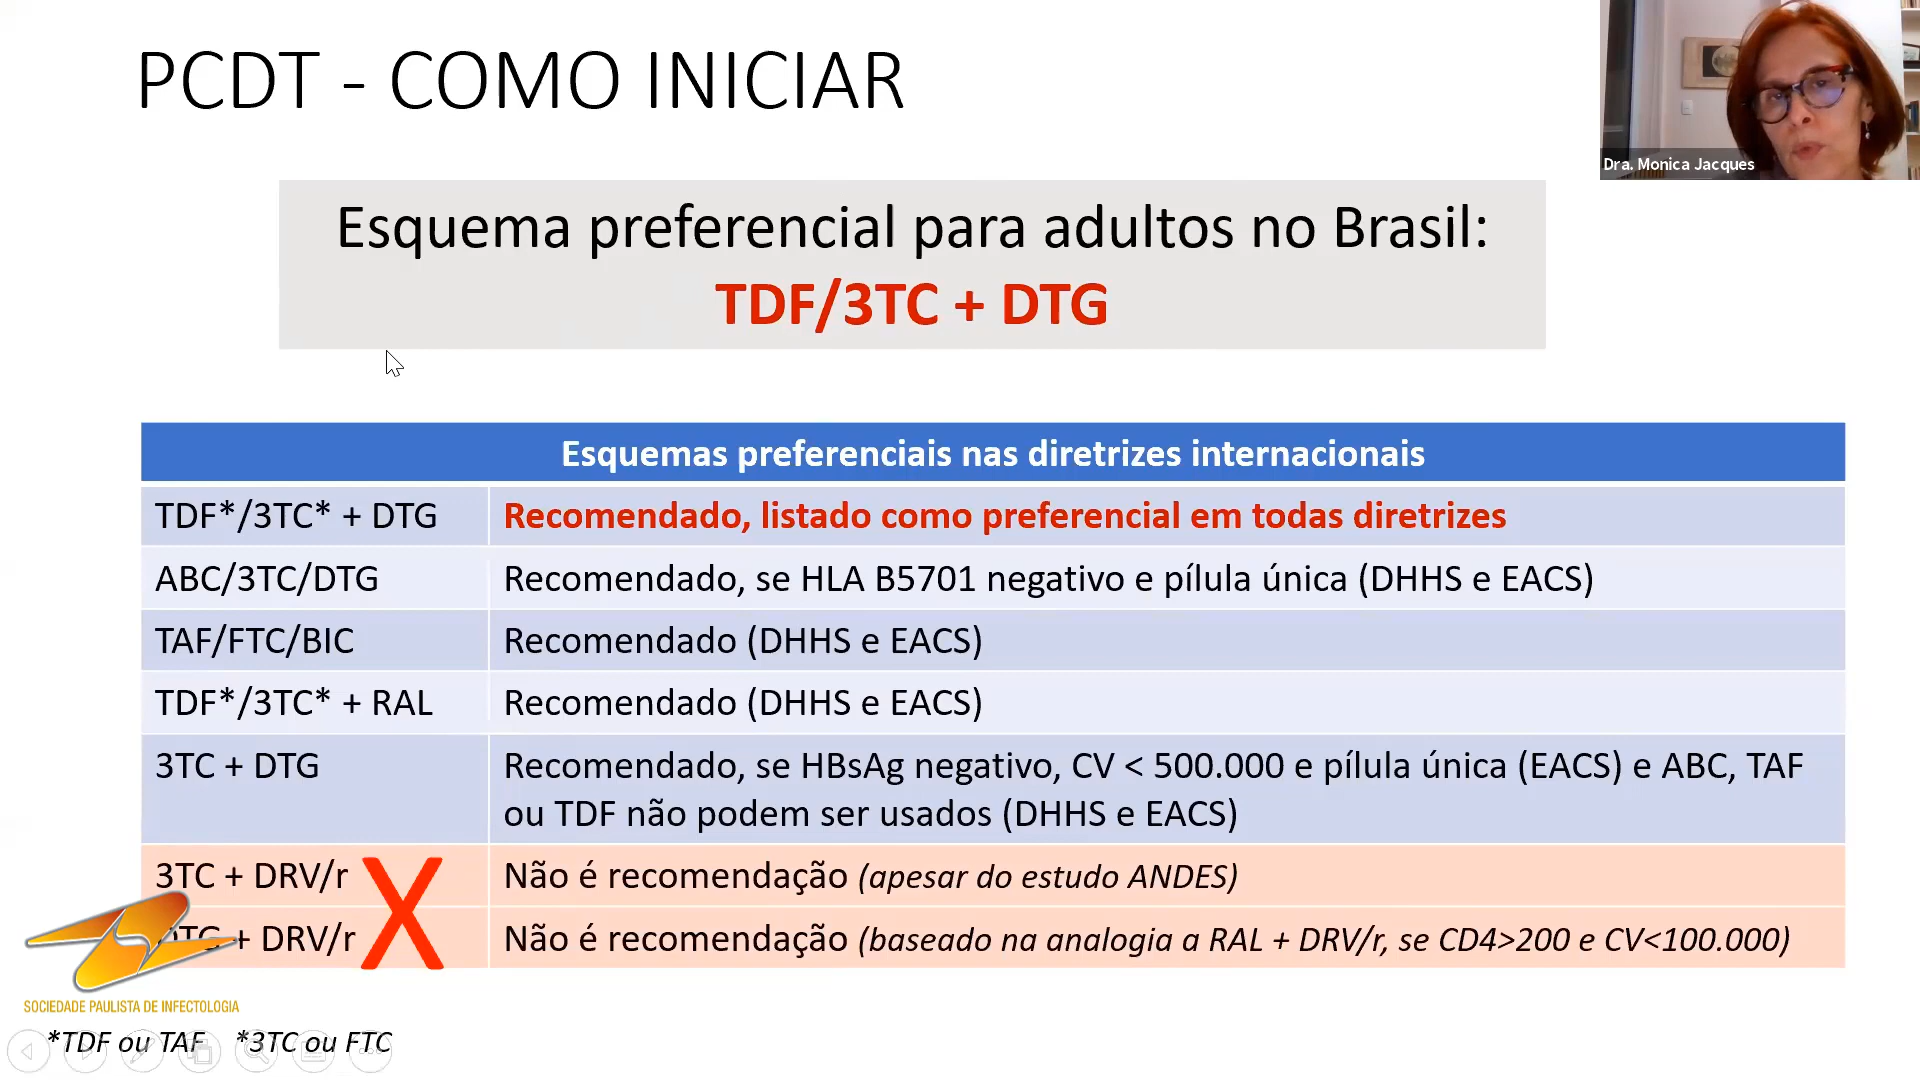 PCDT - COMO INICIAR
Dra. Monica Jacques
Esquema preferencial para adultos no Brasil:
TDF/3TC + DTG
Esquemas preferenciais nas diretrizes internacionais
TDF*/3TC* + DTG Recomendado, listado como preferencial em todas diretrizes
ABC/3TC/DTG Recomendado, se HLA B5701 negativo e pílula única (DHHS e EACS)
TAF/FTC/BIC Recomendado (DHHS e EACS)
TDF*/3TC* + RAL Recomendado (DHHS e EACS)
3TC + DTG Recomendado, se HBsAg negativo, CV < 500.000 e pílula única (EACS) e ABC, TAF
ou TDF não podem ser usados (DHHS e EACS)
3TC + DRV/r X Não é recomendação (apesar do estudo ANDES)
DTG + DRV/r Não é recomendação (baseado na analogia a RAL + DRV/r, se CD4>200 e CV<100.000)
SOCIEDADE PAULISTA DE INFECTOLOGIA
*TDF ou TAF *3TC ou FTC